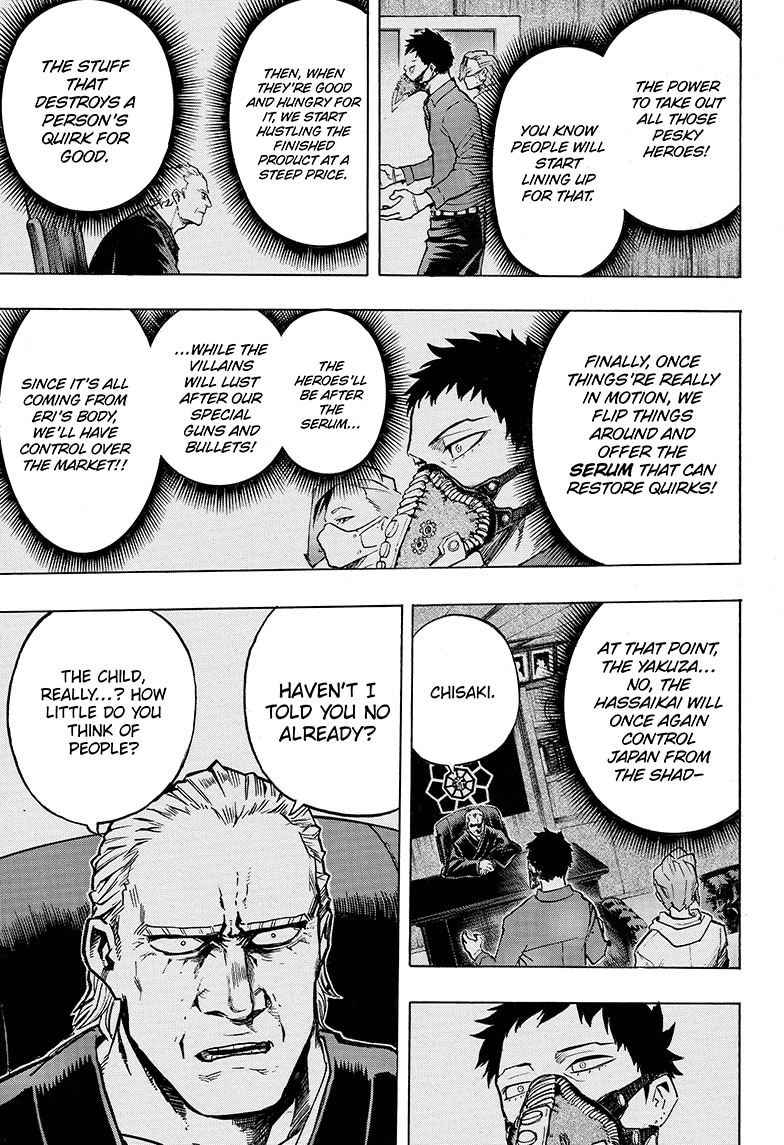 THE POWER
TO TAKE OUT
ALL THOSE
PESKY
HEROES!
YOU KNOW
PEOPLE WILL
START
LINING UP
FOR THAT.
THEN, WHEN
THEY'RE GOOD
AND HUNGRY FOR
IT, WE START
HUSTLING THE
FINISHED
PRODUCT AT A
STEEP PRICE.
THE STUFF
THAT
DESTROYS A
PERSON'S
QUIRK FOR
GOOD.
FINALLY, ONCE
THINGS'RE REALLY
IN MOTION, WE
FLIP THINGS
AROUND AND
OFFER THE
SERUM THAT CAN
RESTORE QUIRKS!
THE
HEROES'LL
BE AFTER
THE
SERUM...
...WHILE THE
VILLAINS
WILL LUST
AFTER OUR
SPECIAL
GUNS AND
BULLETS!
SINCE IT'S ALL
COMING FROM
ERI'S BODY,
WE'LL HAVE
CONTROL OVER
THE MARKET!!
AT THAT POINT,
THE YAKUZA...
NO, THE
HASSAIKAI WILL
ONCE AGAIN
CONTROL
JAPAN FROM
THE SHAD-
CHISAKI.
HAVEN'T I
TOLD YOU NO
ALREADY?
THE CHILD,
REALLY...? HOW
LITTLE DO YOU
THINK OF
PEOPLE?